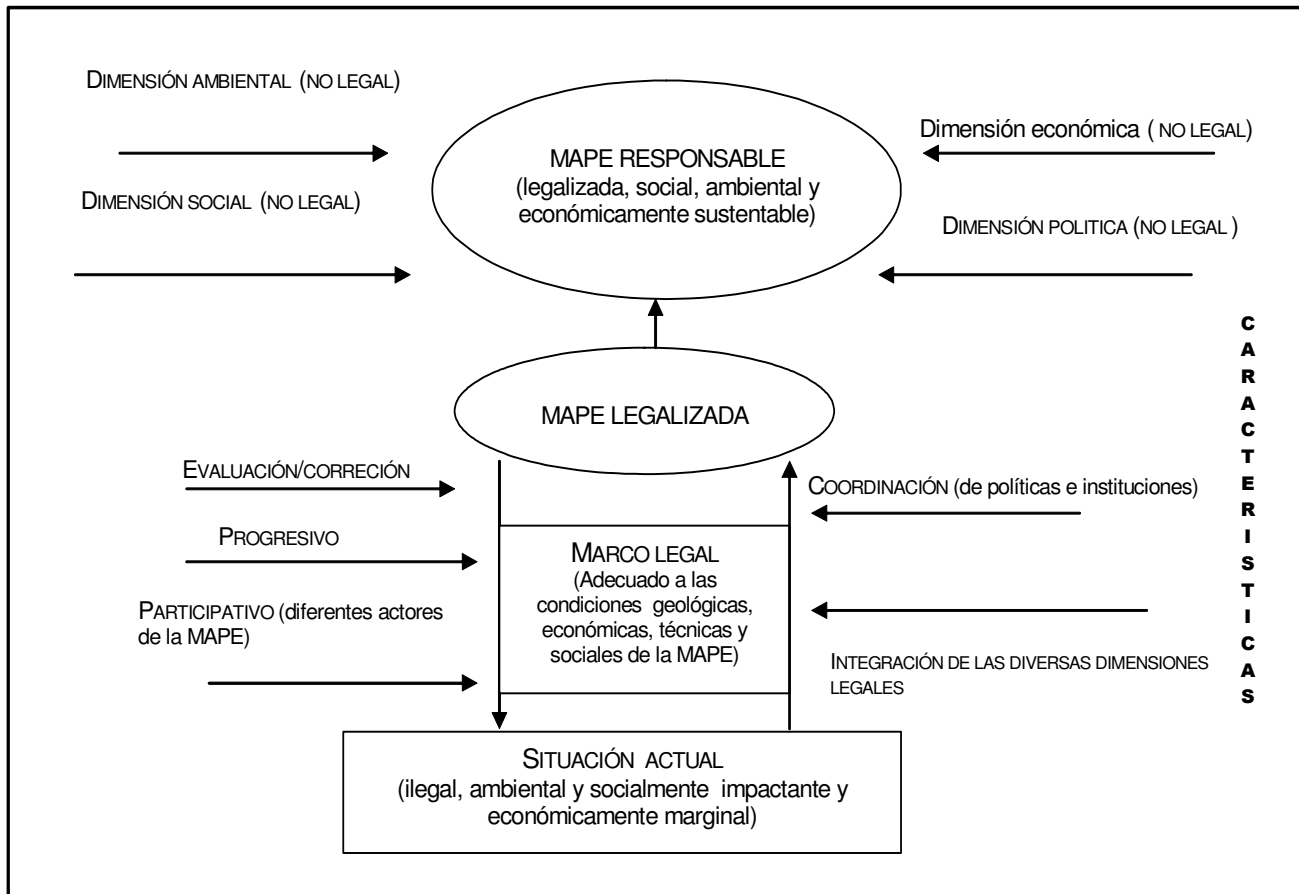 DIMENSIÓN AMBIENTAL (NO LEGAL)
Dimensión económica ( NO LEGAL)
MAPE RESPONSABLE
(legalizada, social, ambiental y
económicamente sustentable)
DIMENSIÓN SOCIAL (NO LEGAL)
DIMENSIÓN POLITICA (NO LEGAL )
MAPE LEGALIZADA
EVALUACIÓN/CORRECIÓN
COORDINACIÓN (de políticas e instituciones)
PROGRESIVO
MARCO LEGAL
(Adecuado a las
condiciones geológicas,
económicas, técnicas y
sociales de la MAPE)
PARTICIPATIVO (diferentes actores
de la MAPE)
INTEGRACIÓN DE LAS DIVERSAS DIMENSIONES
LEGALES
SITUACIÓN ACTUAL
(ilegal, ambiental y socialmente impactante y
económicamente marginal)
CARACTERISTICAS